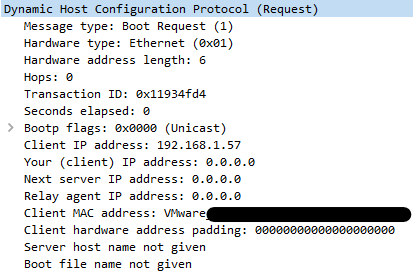 Dynamic Host Configuration Protocol (Request)
Message type: Boot Request (1)
Hardware type: Ethernet (0x01)
Hardware address length: 6
Hops: 0
Transaction ID: 0x11934fd4
Seconds elapsed: 0
Bootp flags: 0x0000 (Unicast)
Client IP address: 192.168.1.57
Your (client) IP address: 0.0.0.0
Next server IP address: 0.0.0.0
Relay agent IP address: 0.0.0.0
Client MAC address: VMware
Client hardware address padding: 00000000000000000000
Server host name not given
Boot file name not given